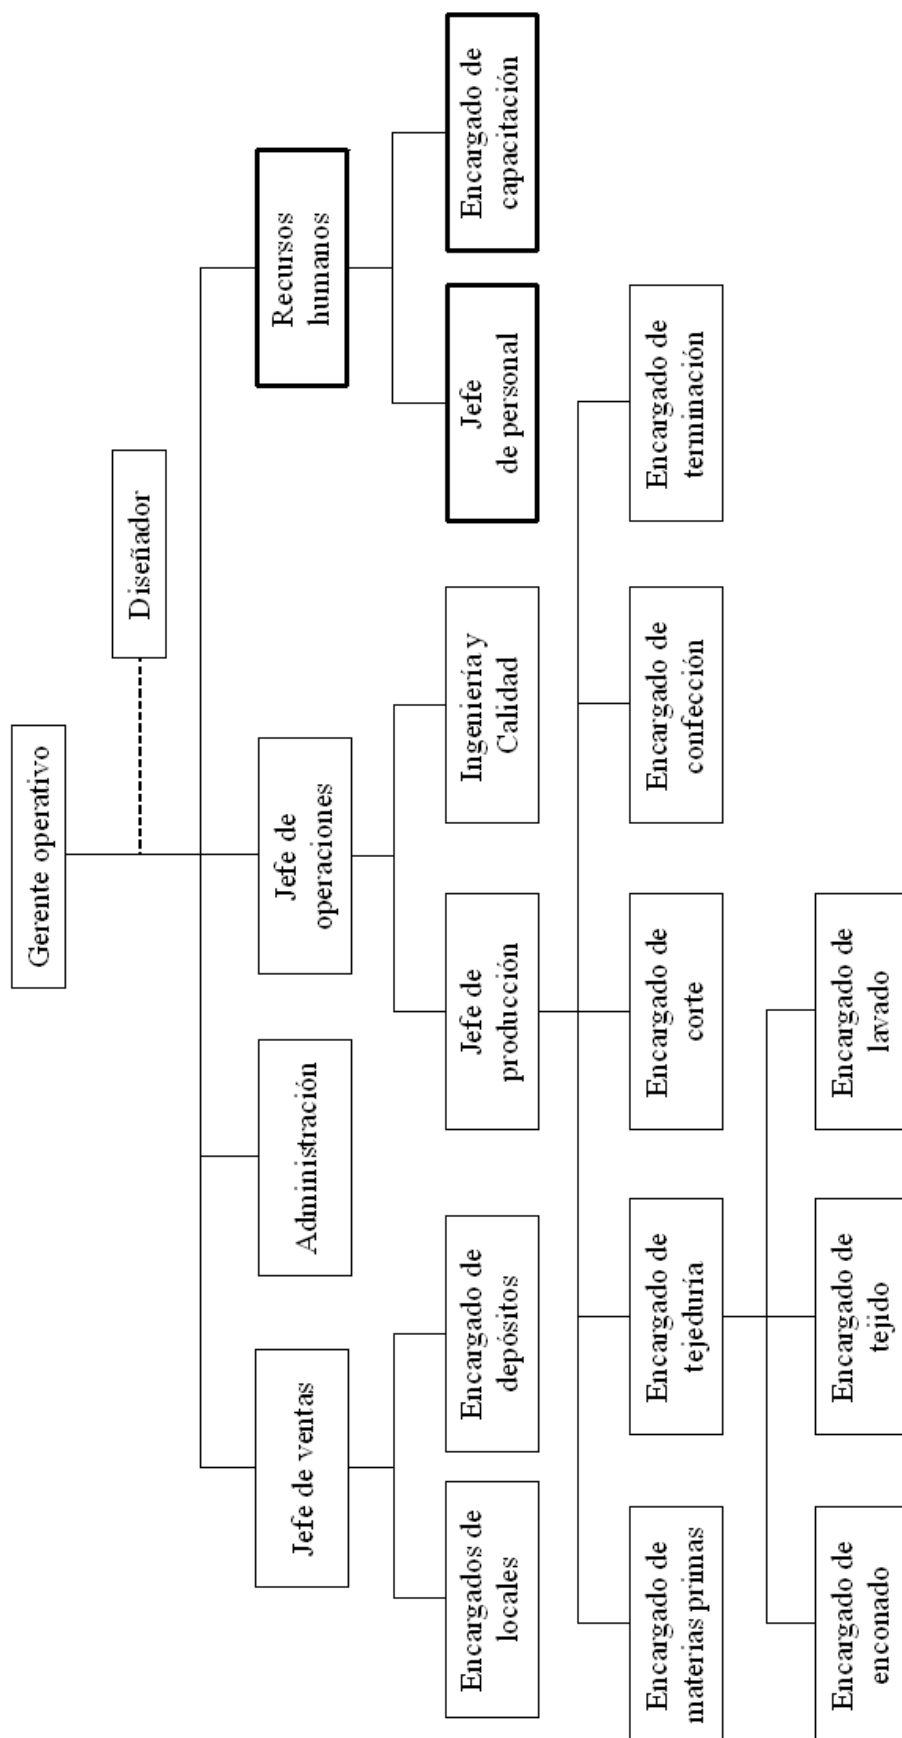 Gerente operativo
Diseñador
Jefe de ventas
Administración
Jefe de
operaciones
Recursos
humanos
Encargados de
locales
Encargado de
depósitos
Jefe de
producción
Ingeniería y
Calidad
Jefe
de personal
Encargado de
capacitación
Encargado de
materias primas
Encargado de
tejeduría
Encargado de
corte
Encargado de
confección
Encargado de
terminación
Encargado de
enconado
Encargado de
tejido
Encargado de
lavado